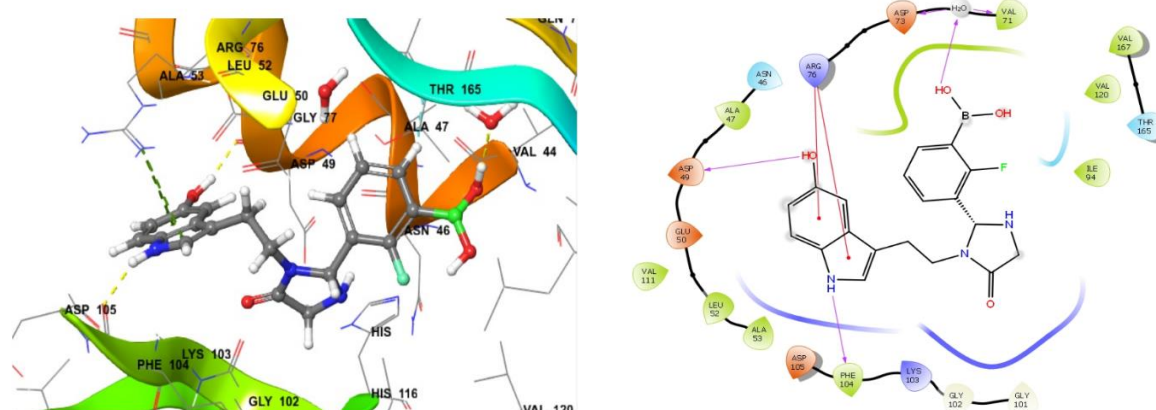 GLN 7
ARG 76
LEU 52
ALA 53
GLU 50
GLY 77
THR 165
ALA 47
ASP 49
VAL 44
ASN 46
ASP 105
LYS 103
PHE 104
HIS
HIS 116
GLY 102
VAL 120
ASP
73
H₂O
VAL
71
ARG
76
VAL
167
ASN
46
VAL
120
ALA
47
THR
165
HO
B
OH
F
ILE
94
HO
ASP
49
GLU
50
H
N
N
O
VAL
111
NH
LEU
52
ALA
53
ASP
105
PHE
104
LYS
103
GLY
102
GLY
101